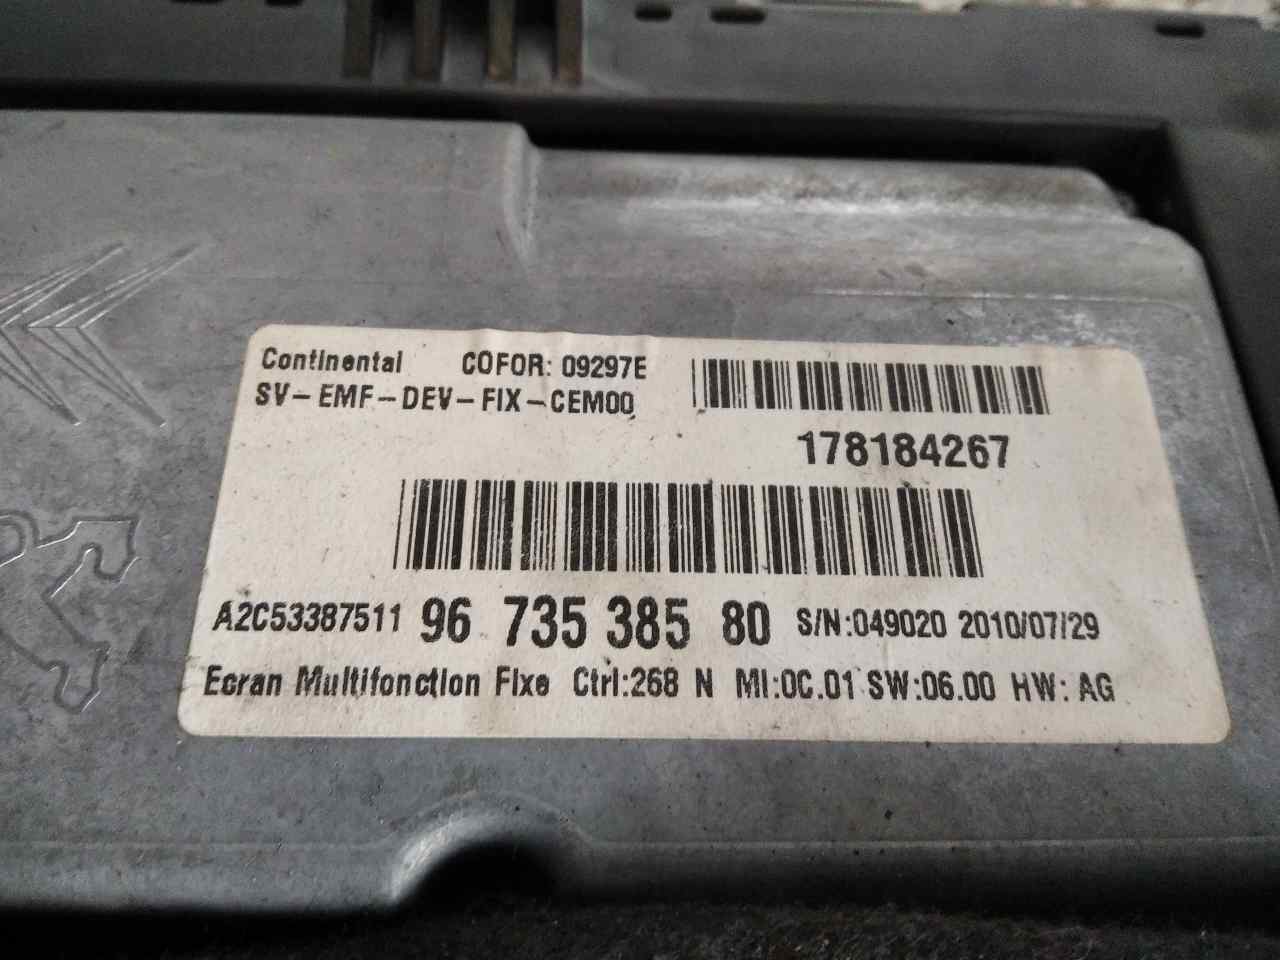 Continental COFOR: 09297E
SV-EMF-DEV-FIX-CEM00
178184267
A2C53387511 96 735 385 80 S/N:049020 2010/07/29
Ecran Multifonction Fixe Ctrl:268 N MI:0C.01 SW:06.00 HW: AG